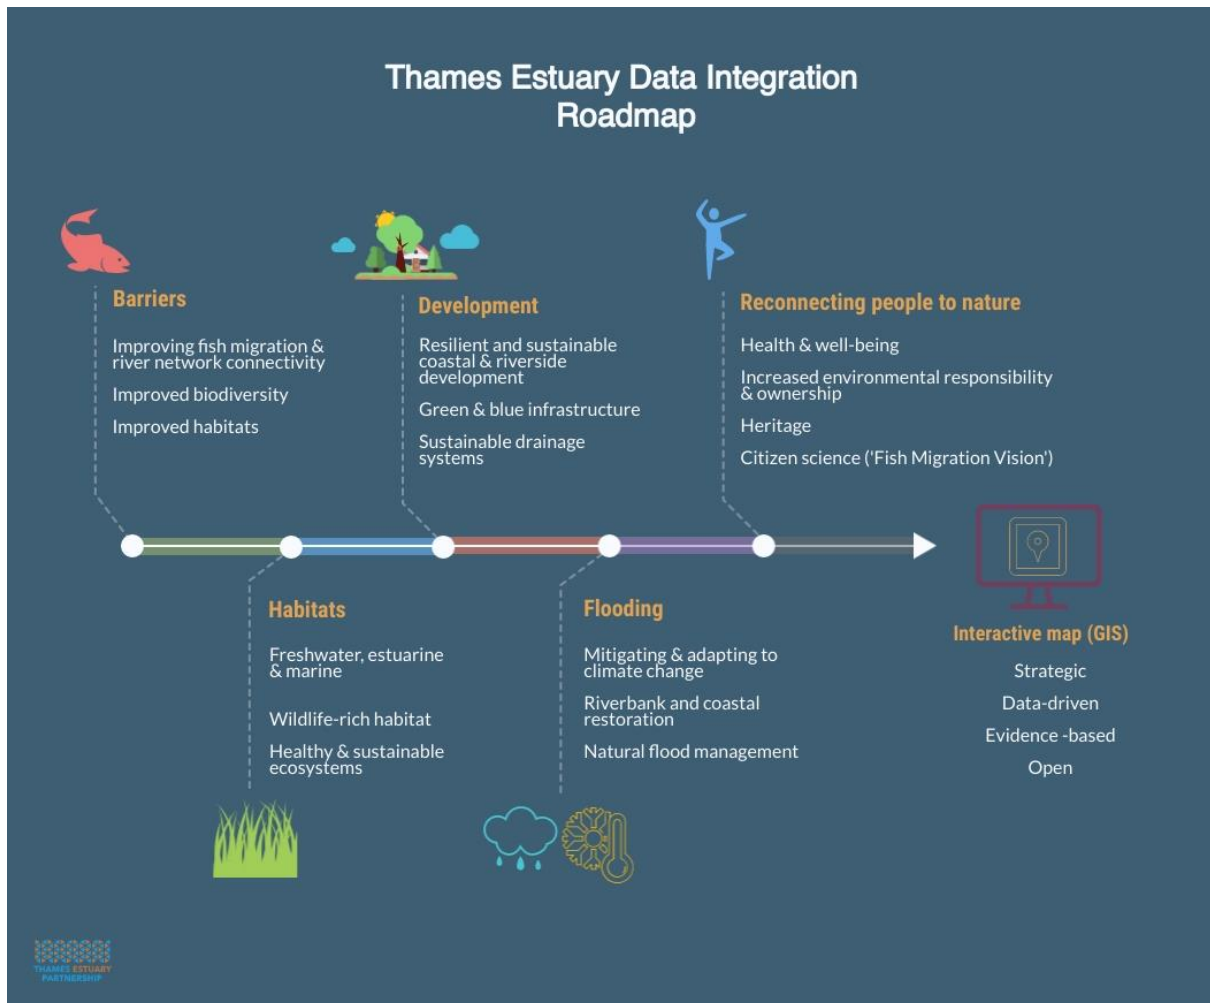 Thames Estuary Data Integration
Roadmap
Barriers
Improving fish migration &
river network connectivity
Improved biodiversity
Improved habitats
Development
Resilient and sustainable
coastal & riverside
development
Green & blue infrastructure
Sustainable drainage
systems
Reconnecting people to nature
Health & well-being
Increased environmental responsibility
& ownership
Heritage
Citizen science ('Fish Migration Vision')
Habitats
Freshwater, estuarine
& marine
Wildlife-rich habitat
Healthy & sustainable
ecosystems
Flooding
Mitigating & adapting to
climate change
Riverbank and coastal
restoration
Natural flood management
Interactive map (GIS)
Strategic
Data-driven
Evidence -based
Open
THAMES ESTUARY
PARTNERSHIP